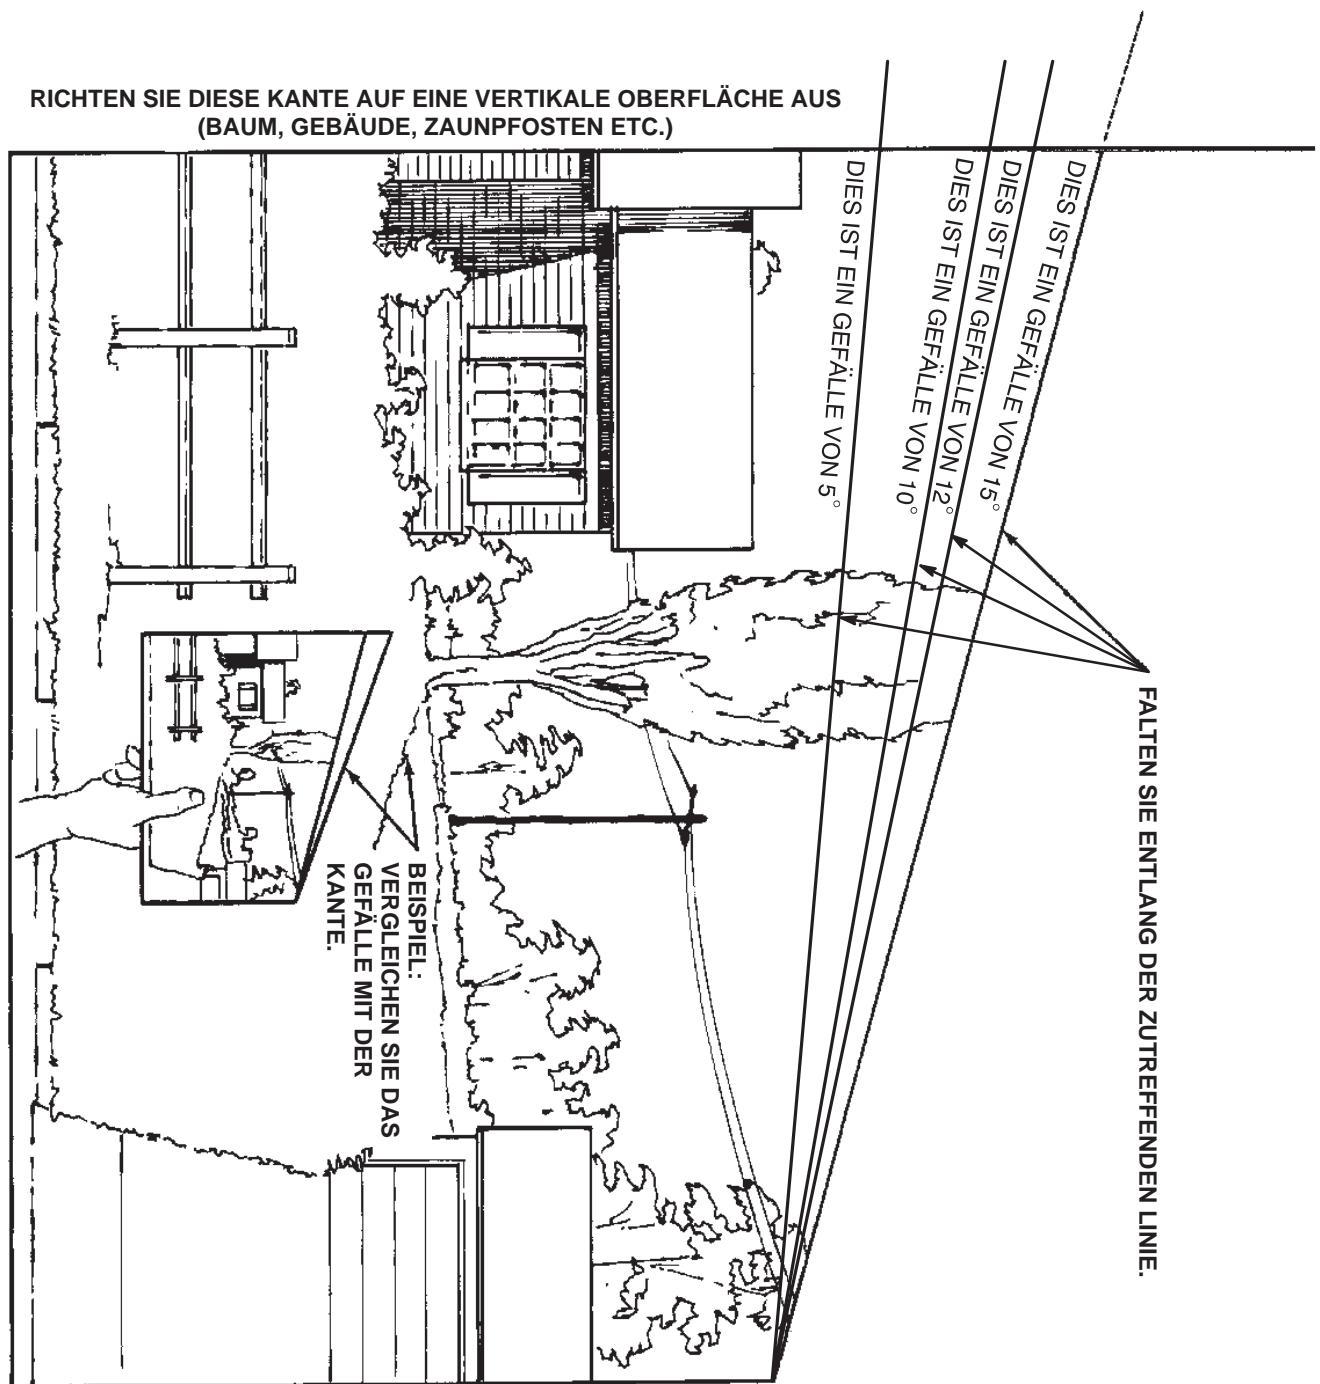 RICHTEN SIE DIESE KANTE AUF EINE VERTIKALE OBERFLÄCHE AUS
(BAUM, GEBÄUDE, ZAUNPFOSTEN ETC.)
DIES IST EIN GEFÄLLE VON 15°
DIES IST EIN GEFÄLLE VON 12°
DIES IST EIN GEFÄLLE VON 10°
DIES IST EIN GEFÄLLE VON 5°
FALTEN SIE ENTLANG DER ZUTREFFENDEN LINIE.
BEISPIEL:
VERGLEICHEN SIE DAS
GEFÄLLE MIT DER
KANTE.